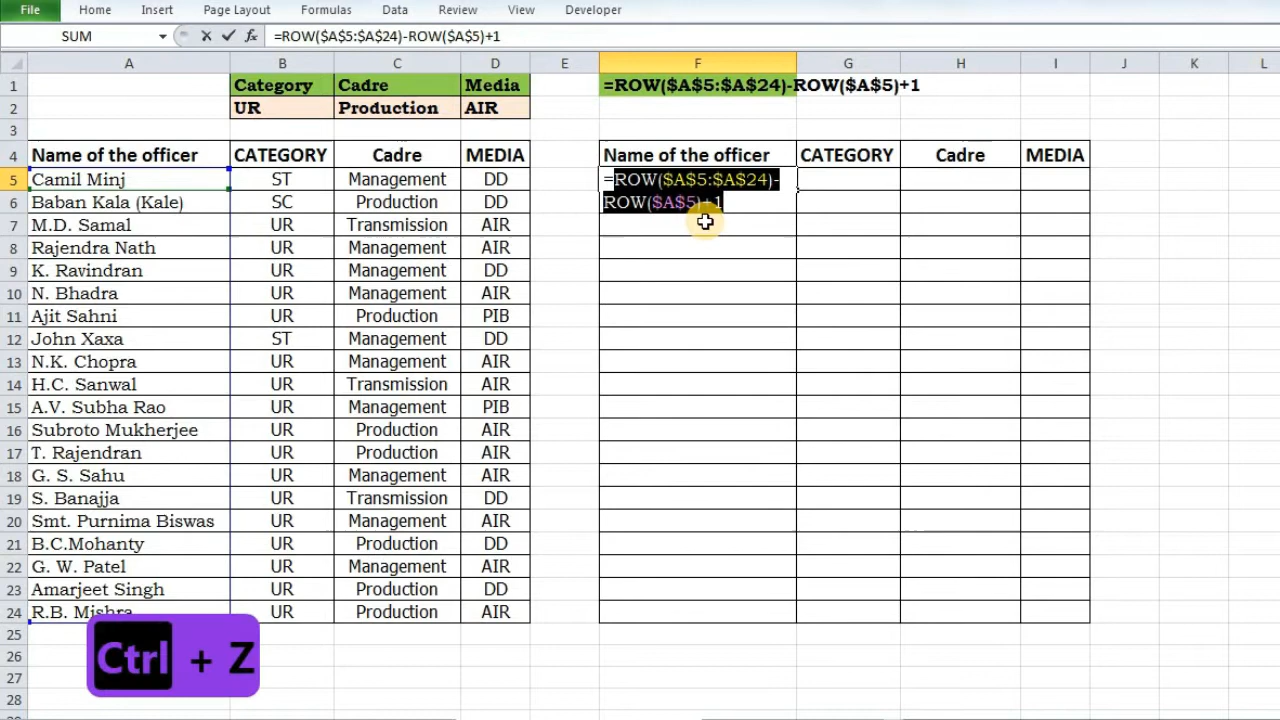 File Home Insert Page Layout Formulas Data Review View Developer
SUM fx =ROW($A$5:$A$24)-ROW($A$5)+1
A B C D E F G H I J K L
1 Category Cadre Media =ROW($A$5:$A$24)-ROW($A$5)+1
2 UR Production AIR
3
4 Name of the officer CATEGORY Cadre MEDIA Name of the officer CATEGORY Cadre MEDIA
5 Camil Minj ST Management DD =ROW($A$5:$A$24)-
6 Baban Kala (Kale) SC Production DD ROW($A$5)+1
7 M.D. Samal UR Transmission AIR
8 Rajendra Nath UR Management AIR
9 K. Ravindran UR Management DD
10 N. Bhadra UR Management AIR
11 Ajit Sahni UR Production PIB
12 John Xaxa ST Management DD
13 N.K. Chopra UR Management AIR
14 H.C. Sanwal UR Transmission AIR
15 A.V. Subha Rao UR Management PIB
16 Subroto Mukherjee UR Production AIR
17 T. Rajendran UR Production AIR
18 G. S. Sahu UR Management AIR
19 S. Banajja UR Transmission DD
20 Smt. Purnima Biswas UR Management AIR
21 B.C.Mohanty UR Production DD
22 G. W. Patel UR Management AIR
23 Amarjeet Singh UR Production DD
24 R.B. Mishra UR Production AIR
25
26
27
28
Ctrl + Z